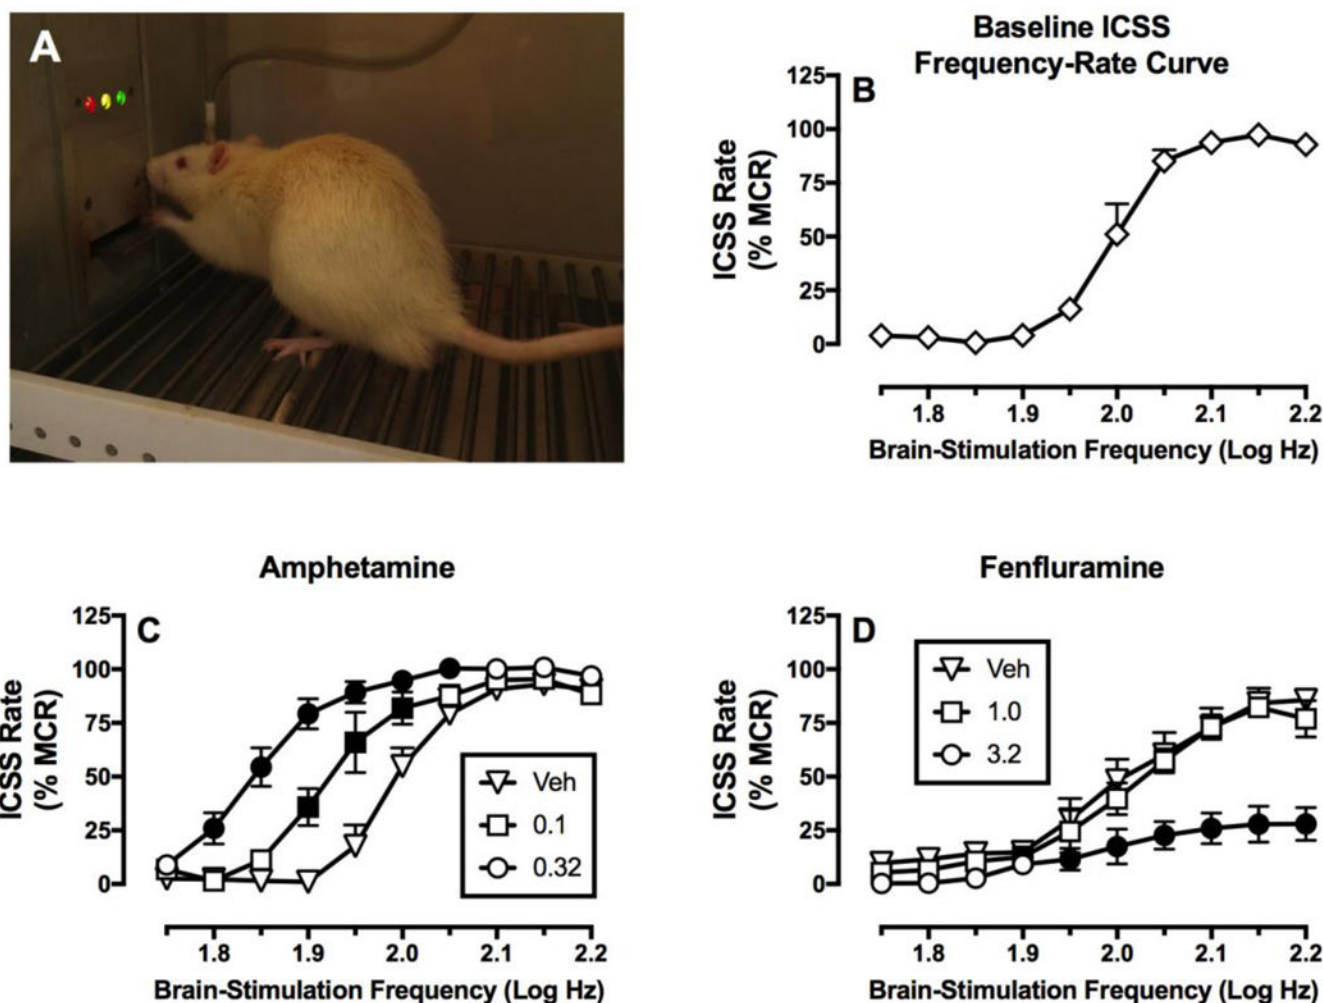 A
Baseline ICSS
Frequency-Rate Curve
B
ICSS Rate
(% MCR)
125
100
75
50
25
0
1.8 1.9 2.0 2.1 2.2
Brain-Stimulation Frequency (Log Hz)
Amphetamine
C
ICSS Rate
(% MCR)
125
100
75
50
25
0
Veh
0.1
0.32
1.8 1.9 2.0 2.1 2.2
Brain-Stimulation Frequency (Log Hz)
Fenfluramine
D
ICSS Rate
(% MCR)
125
100
75
50
25
0
Veh
1.0
3.2
1.8 1.9 2.0 2.1 2.2
Brain-Stimulation Frequency (Log Hz)